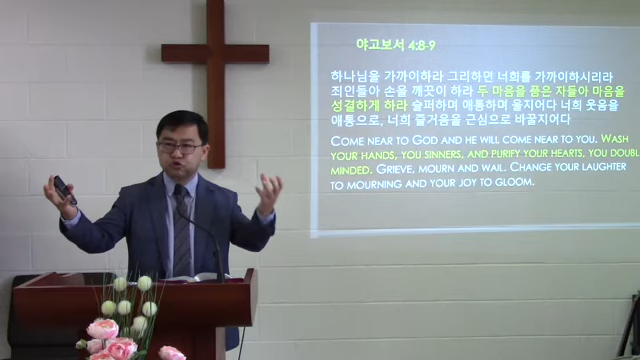 야고보서 4:8-9
하나님을 가까이하라 그리하면 너희를 가까이하시리라
죄인들아 손을 깨끗이 하라 두 마음을 품은 자들아 마음을
성결하게 하라 슬퍼하며 애통하며 울지어다 너희 웃음을
애통으로, 너희 즐거움을 근심으로 바꿀지어다
COME NEAR TO GOD AND HE WILL COME NEAR TO YOU. WASH
YOUR HANDS, YOU SINNERS, AND PURIFY YOUR HEARTS, YOU DOUBL
MINDED. GRIEVE, MOURN AND WAIL. CHANGE YOUR LAUGHTER
TO MOURNING AND YOUR JOY TO GLOOM.